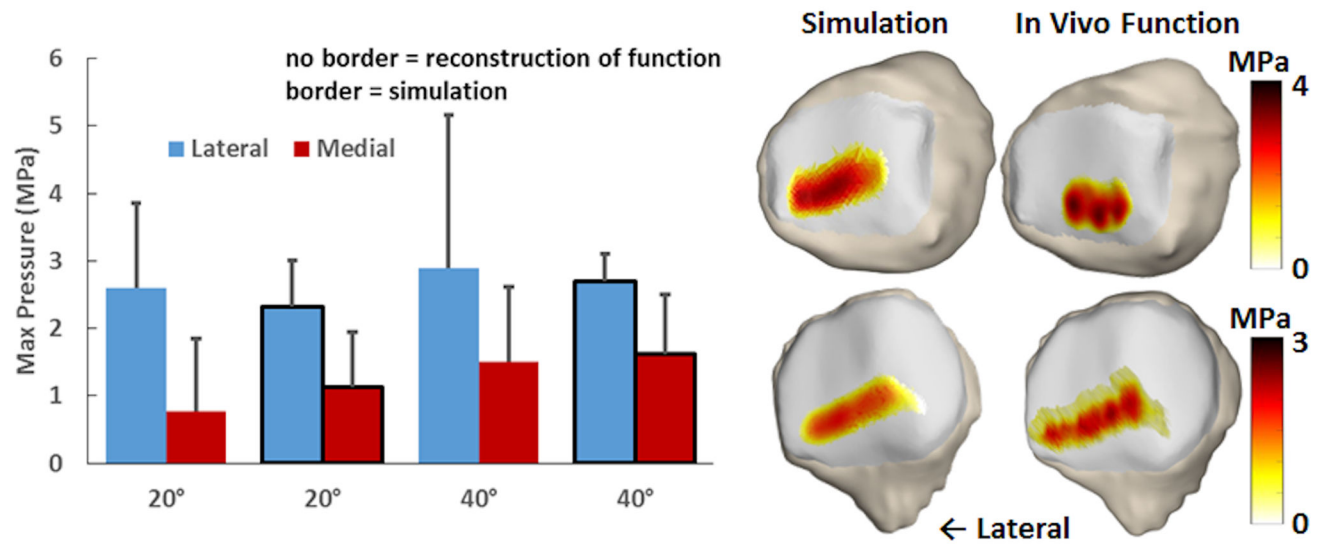 no border = reconstruction of function
border = simulation
Lateral
Medial
Max Pressure (MPa)
6
5
4
3
2
1
0
20°
20°
40°
40°
Simulation
In Vivo Function
MPa
4
0
MPa
3
0
← Lateral